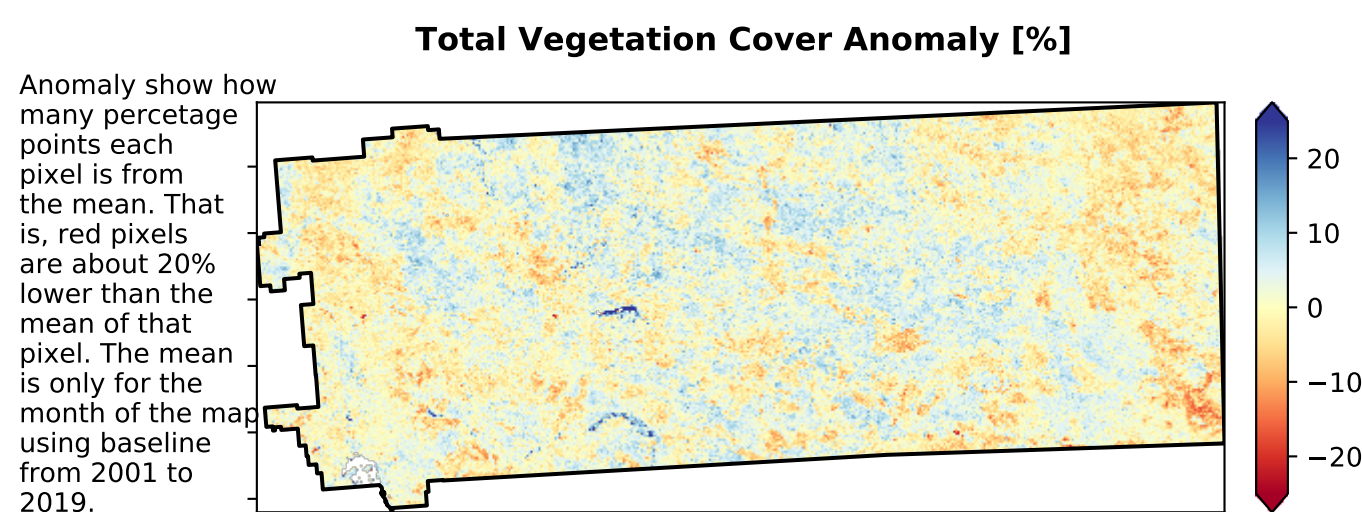 Total Vegetation Cover Anomaly [%]
Anomaly show how
many percetage
points each
pixel is from
the mean. That
is, red pixels
are about 20%
lower than the
mean of that
pixel. The mean
is only for the
month of the map
using baseline
from 2001 to
2019.
20
10
0
−10
−20